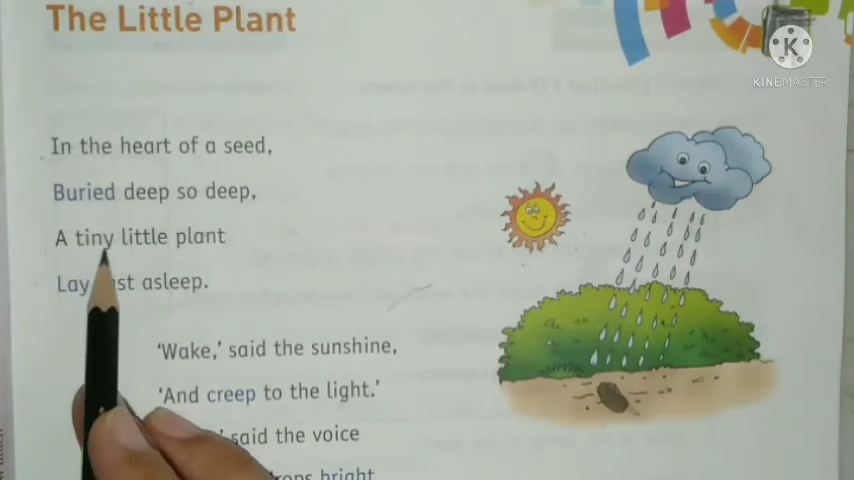 The Little Plant
KINEMASTER
In the heart of a seed,
Buried deep so deep,
A tiny little plant
Lay asleep.
‘Wake,’ said the sunshine,
‘And creep to the light.’
said the voice
bright